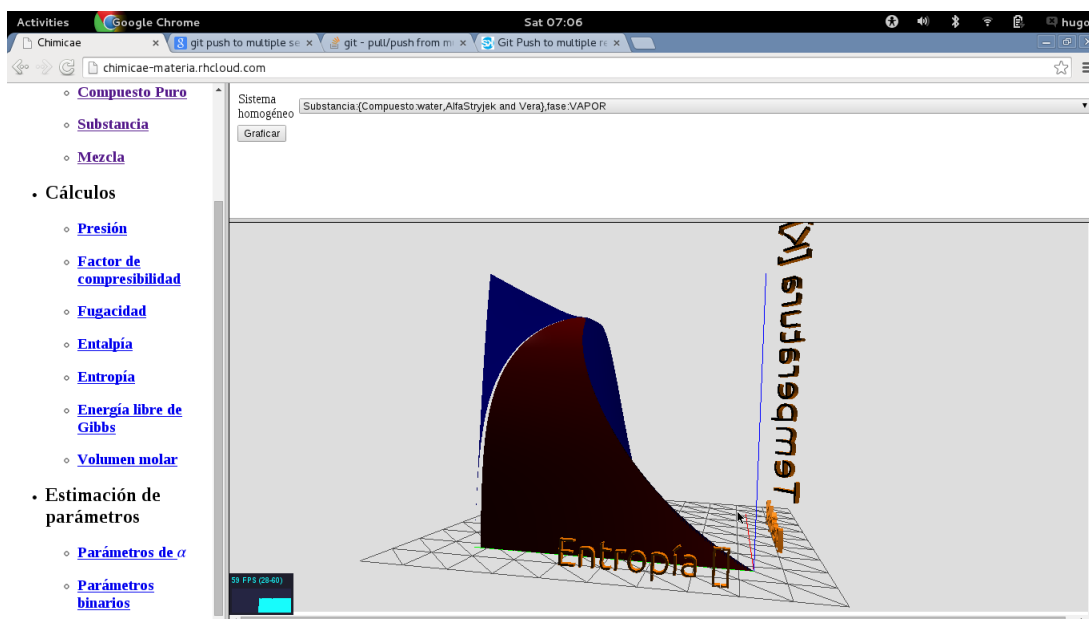 Activities
Google Chrome
Sat 07:06
hugo
Chimicae
git push to multiple se
git - pull/push from m
Git Push to multiple re
chimicae-materia.rhcloud.com
Compuesto Puro
Substancia
Mezcla
Cálculos
Presión
Factor de
compresibilidad
Fugacidad
Entalpía
Entropía
Energía libre de
Gibbs
Volumen molar
Estimación de
parámetros
Parámetros de α
Parámetros
binarios
Sistema
homogéneo
Substancia:{Compuesto:water,AlfaStryjek and Vera},fase:VAPOR
Graficar
Temperatura [K]
Entropía []
59 FPS (28-60)